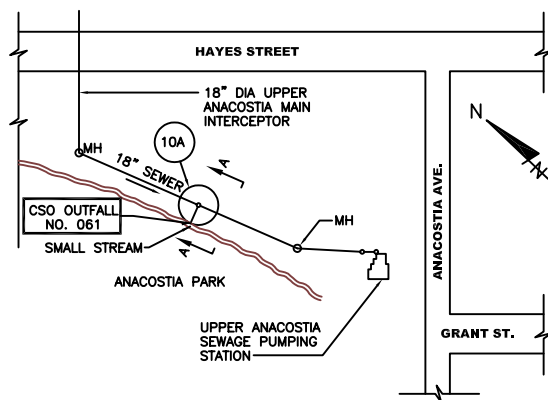 HAYES STREET
18" DIA UPPER
ANACOSTIA MAIN
INTERCEPTOR
N
10A
MH
18" SEWER
A
CSO OUTFALL
NO. 061
SMALL STREAM
A
MH
ANACOSTIA PARK
ANACOSTIA AVE.
UPPER ANACOSTIA
SEWAGE PUMPING
STATION
GRANT ST.